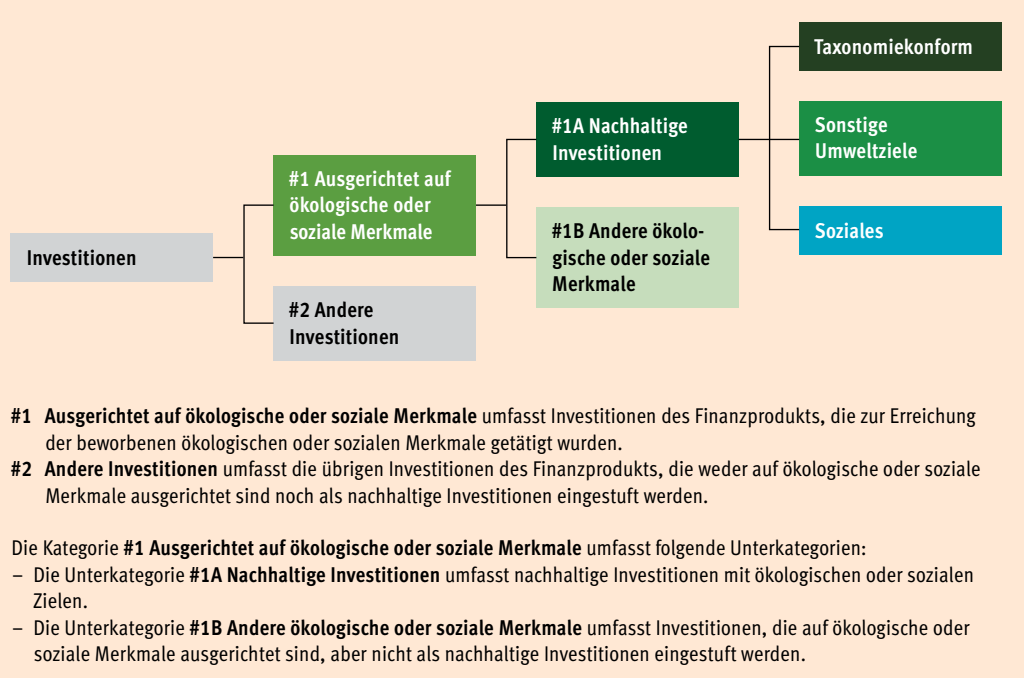 Investitionen
#1 Ausgerichtet auf
ökologische oder
soziale Merkmale
#2 Andere
Investitionen
#1A Nachhaltige
Investitionen
#1B Andere ökolo-
gische oder soziale
Merkmale
Taxonomiekonform
Sonstige
Umweltziele
Soziales
#1 Ausgerichtet auf ökologische oder soziale Merkmale umfasst Investitionen des Finanzprodukts, die zur Erreichung
der beworbenen ökologischen oder sozialen Merkmale getätigt wurden.
#2 Andere Investitionen umfasst die übrigen Investitionen des Finanzprodukts, die weder auf ökologische oder soziale
Merkmale ausgerichtet sind noch als nachhaltige Investitionen eingestuft werden.
Die Kategorie #1 Ausgerichtet auf ökologische oder soziale Merkmale umfasst folgende Unterkategorien:
– Die Unterkategorie #1A Nachhaltige Investitionen umfasst nachhaltige Investitionen mit ökologischen oder sozialen
Zielen.
– Die Unterkategorie #1B Andere ökologische oder soziale Merkmale umfasst Investitionen, die auf ökologische oder
soziale Merkmale ausgerichtet sind, aber nicht als nachhaltige Investitionen eingestuft werden.